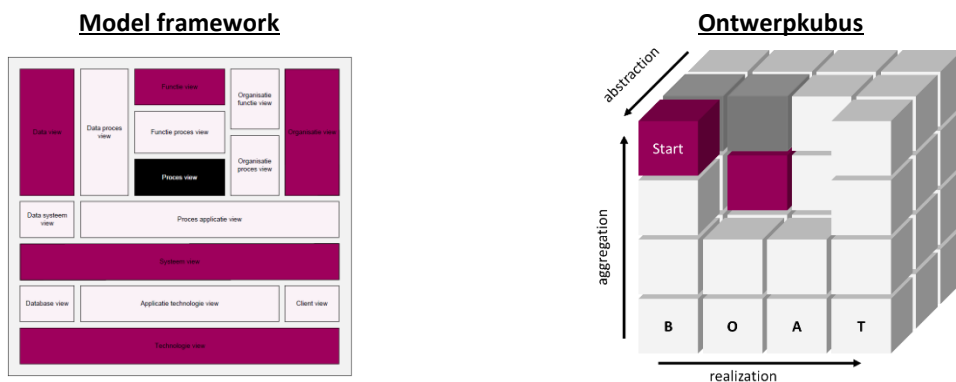 Model framework
Ontwerpkubus
Data view
Data proces
view
Functie view
Functie proces view
Proces view
Organisatie
functie view
Organisatie
proces view
Organisatie view
Data systeem
view
Proces applicatie view
Systeem view
Database view
Applicatie technologie view
Client view
Technologie view
abstraction
Start
aggregation
B O A T
realization